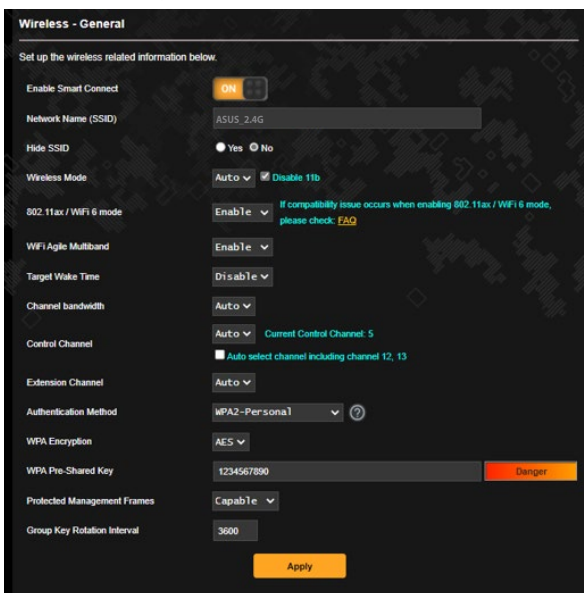 Wireless - General
Set up the wireless related information below.
Enable Smart Connect ON
Network Name (SSID) ASUS_2.4G
Hide SSID Yes No
Wireless Mode Auto Disable 11b
802.11ax / WiFi 6 mode Enable If compatibility issue occurs when enabling 802.11ax / WiFi 6 mode,
please check: FAQ
WiFi Agile Multiband Enable
Target Wake Time Disable
Channel bandwidth Auto
Control Channel Auto Current Control Channel: 5
Auto select channel including channel 12, 13
Extension Channel Auto
Authentication Method WPA2-Personal ?
WPA Encryption AES
WPA Pre-Shared Key 1234567890 Danger
Protected Management Frames Capable
Group Key Rotation Interval 3600
Apply